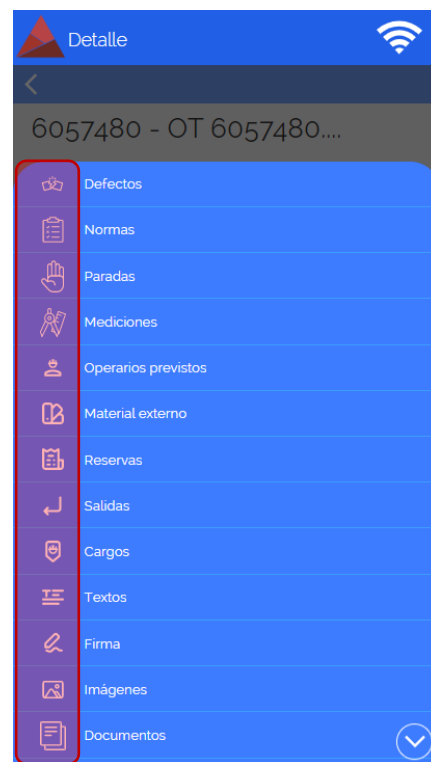 Detalle
6057480 - OT 6057480....
Defectos
Normas
Paradas
Mediciones
Operarios previstos
Material externo
Reservas
Salidas
Cargos
Textos
Firma
Imágenes
Documentos